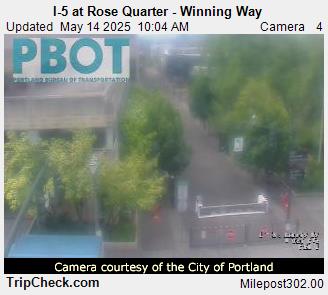 I-5 at Rose Quarter - Winning Way
Updated May 14 2025 10:04 AM Camera 4
PBOT
PORTLAND BUREAU OF TRANSPORTATION
Camera courtesy of the City of Portland
TripCheck.com Milepost302.00